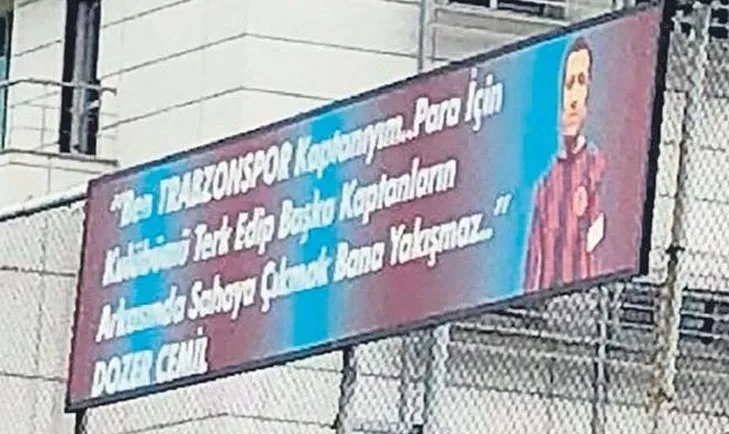 "Ben TRABZONSPOR Kaptanıyım..Para İçin
Kulübümü Terk Edip Başka Kaptanların
Arkasında Sahaya Çıkmak Bana Yakışmaz.."
DOZER CEMİL